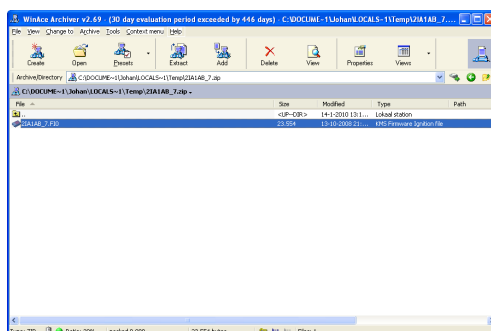 WinAce Archiver v2.69 - (30 day evaluation period exceeded by 446 days) - C:\DOCUME~1\Johan\LOCALS~1\Temp\2IA1AB_7....
File View Change to Archive Tools Context menu Help
Create Open Presets Extract Add Delete View Properties Views
Archive/Directory C:\DOCUME~1\Johan\LOCALS~1\Temp\2IA1AB_7.zip
C:\DOCUME~1\Johan\LOCALS~1\Temp\2IA1AB_7.zip
File Size Modified Type Path
.. <UP-DIR> 14-1-2010 13:1... Lokaal station
2IA1AB_7.FIG 23.554 13-10-2008 21:... KMS Firmware Ignition file